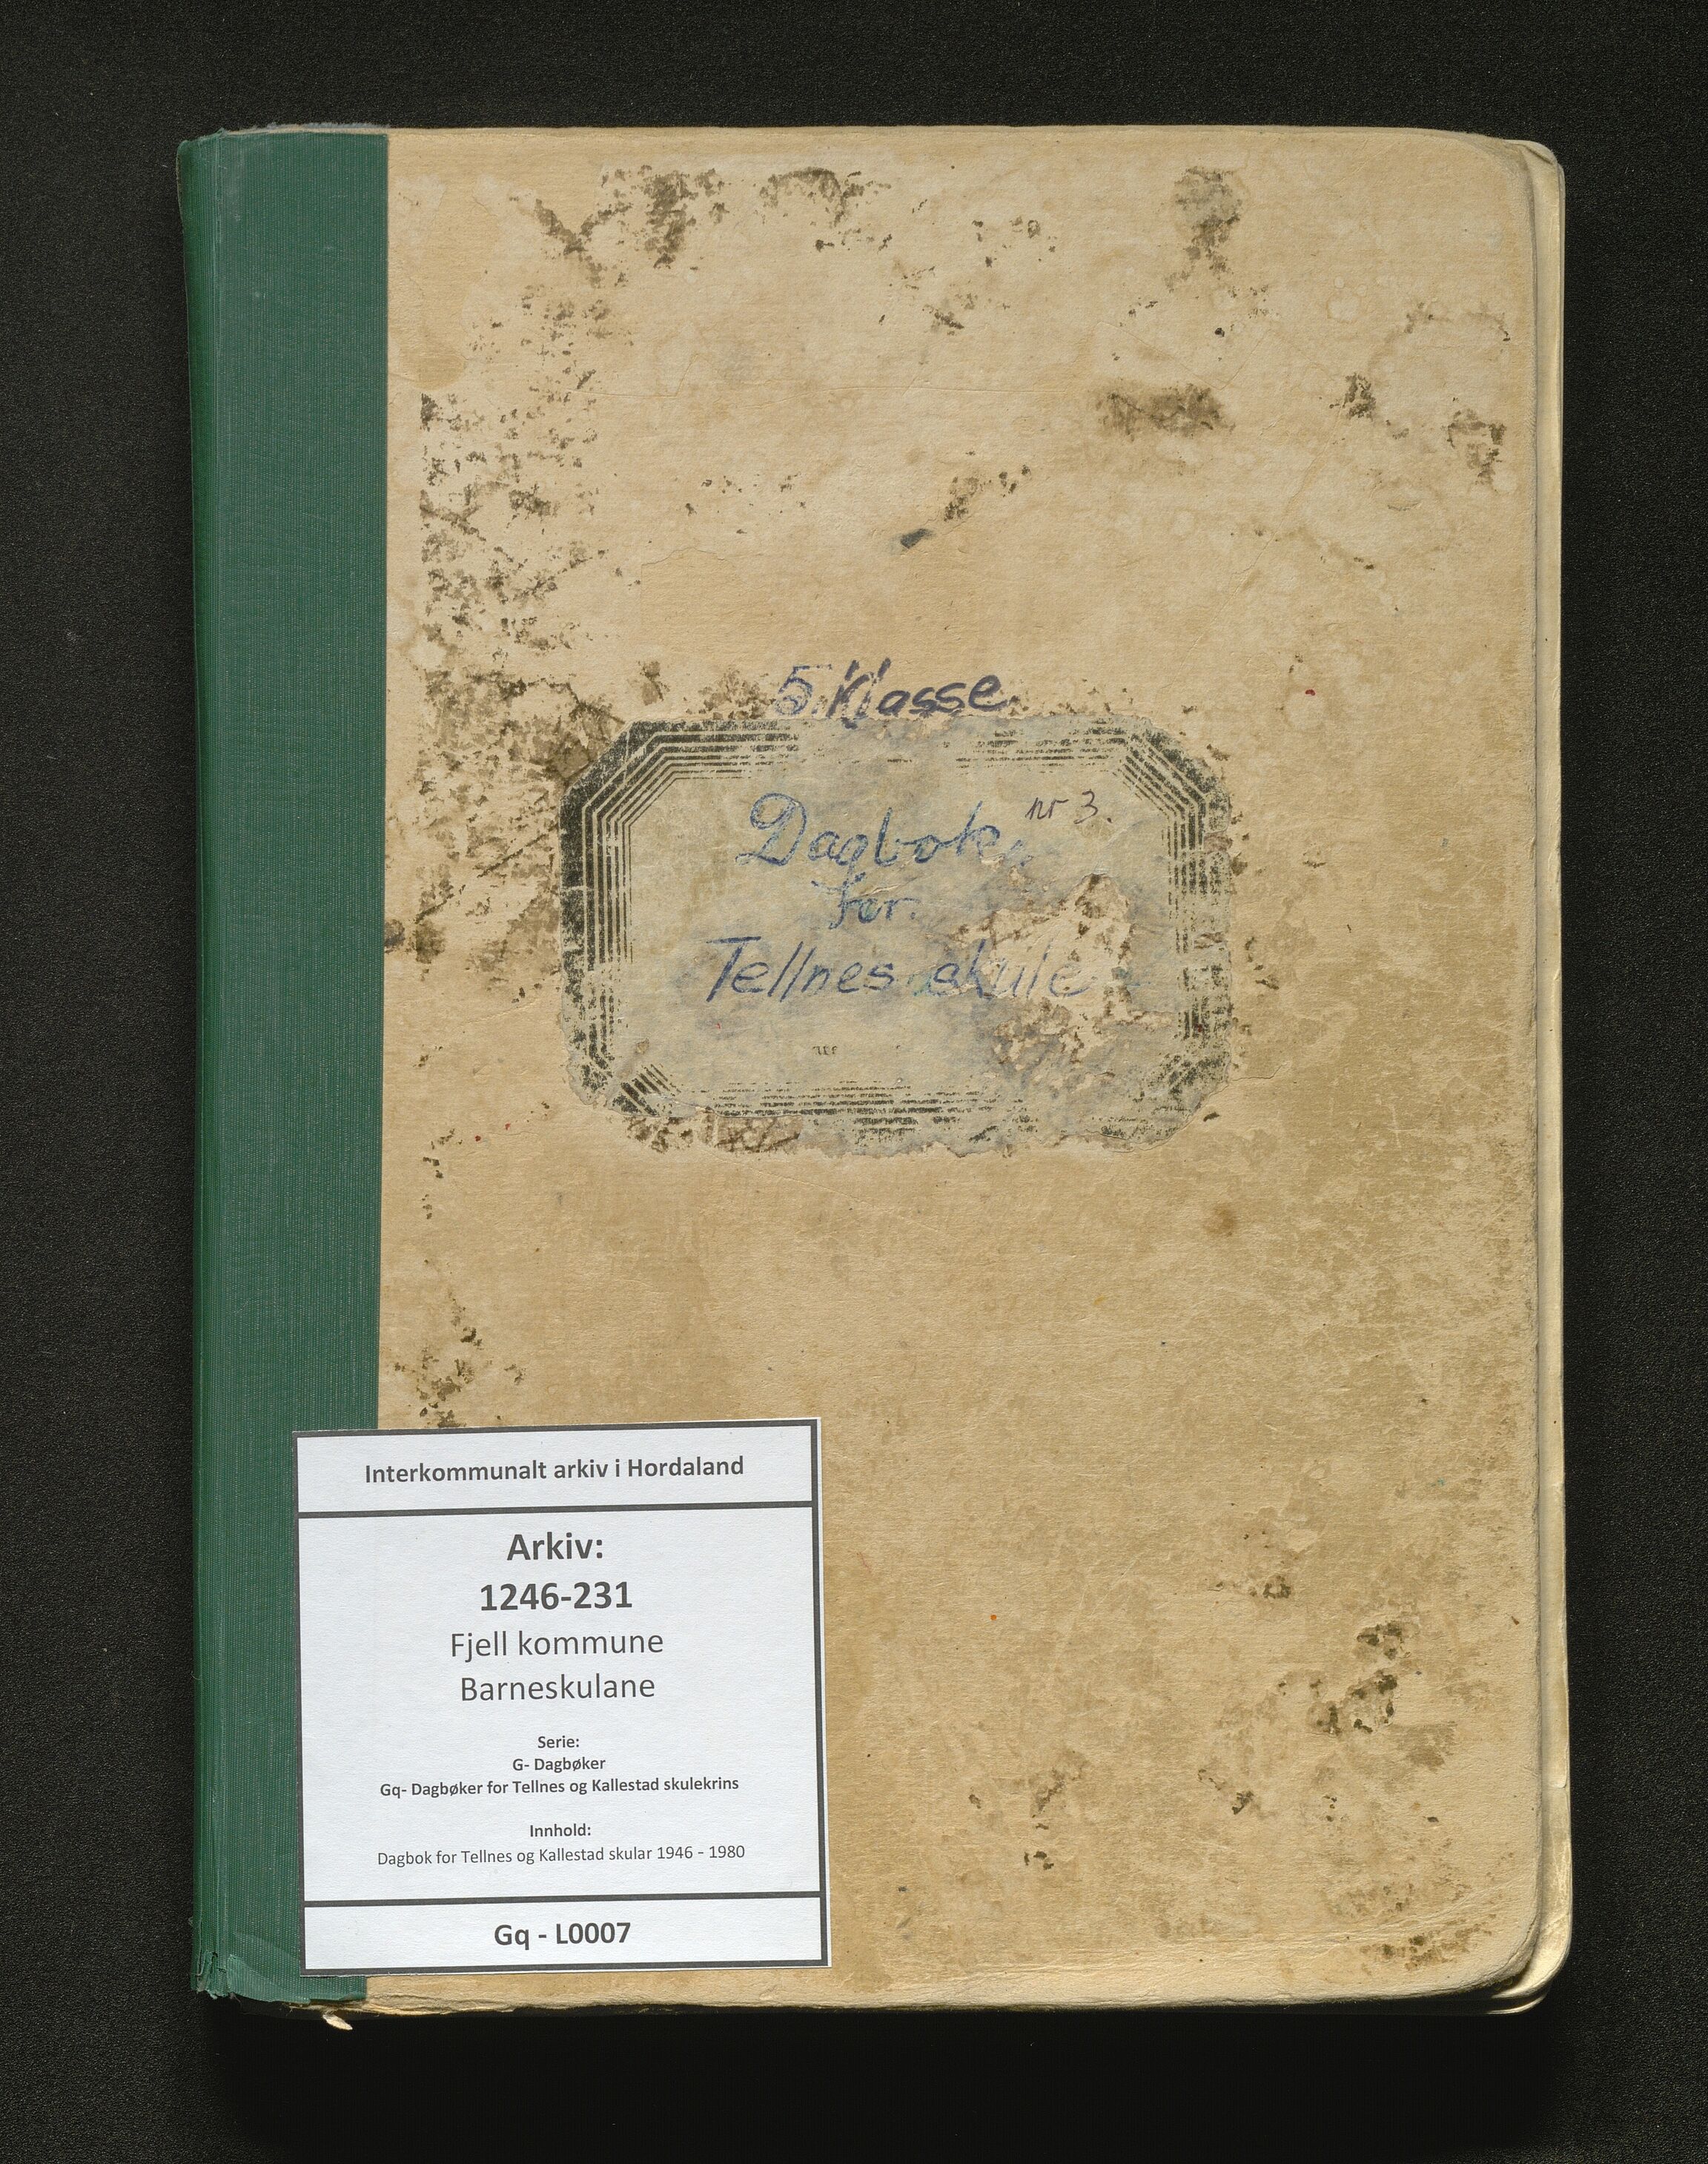 5. Klasse
Dagbok nr 3.
for
Tellnes skule
Interkommunalt arkiv i Hordaland
Arkiv:
1246-231
Fjell kommune
Barneskulane
Serie:
G- Dagbøker
Gq- Dagbøker for Tellnes og Kallestad skulekrins
Innhold:
Dagbok for Tellnes og Kallestad skular 1946 - 1980
Gq - L0007